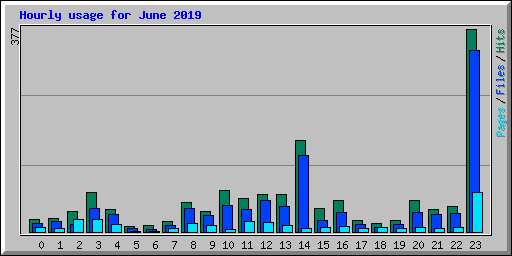 Hourly usage for June 2019
377
Pages / Files / Hits
0 1 2 3 4 5 6 7 8 9 10 11 12 13 14 15 16 17 18 19 20 21 22 23